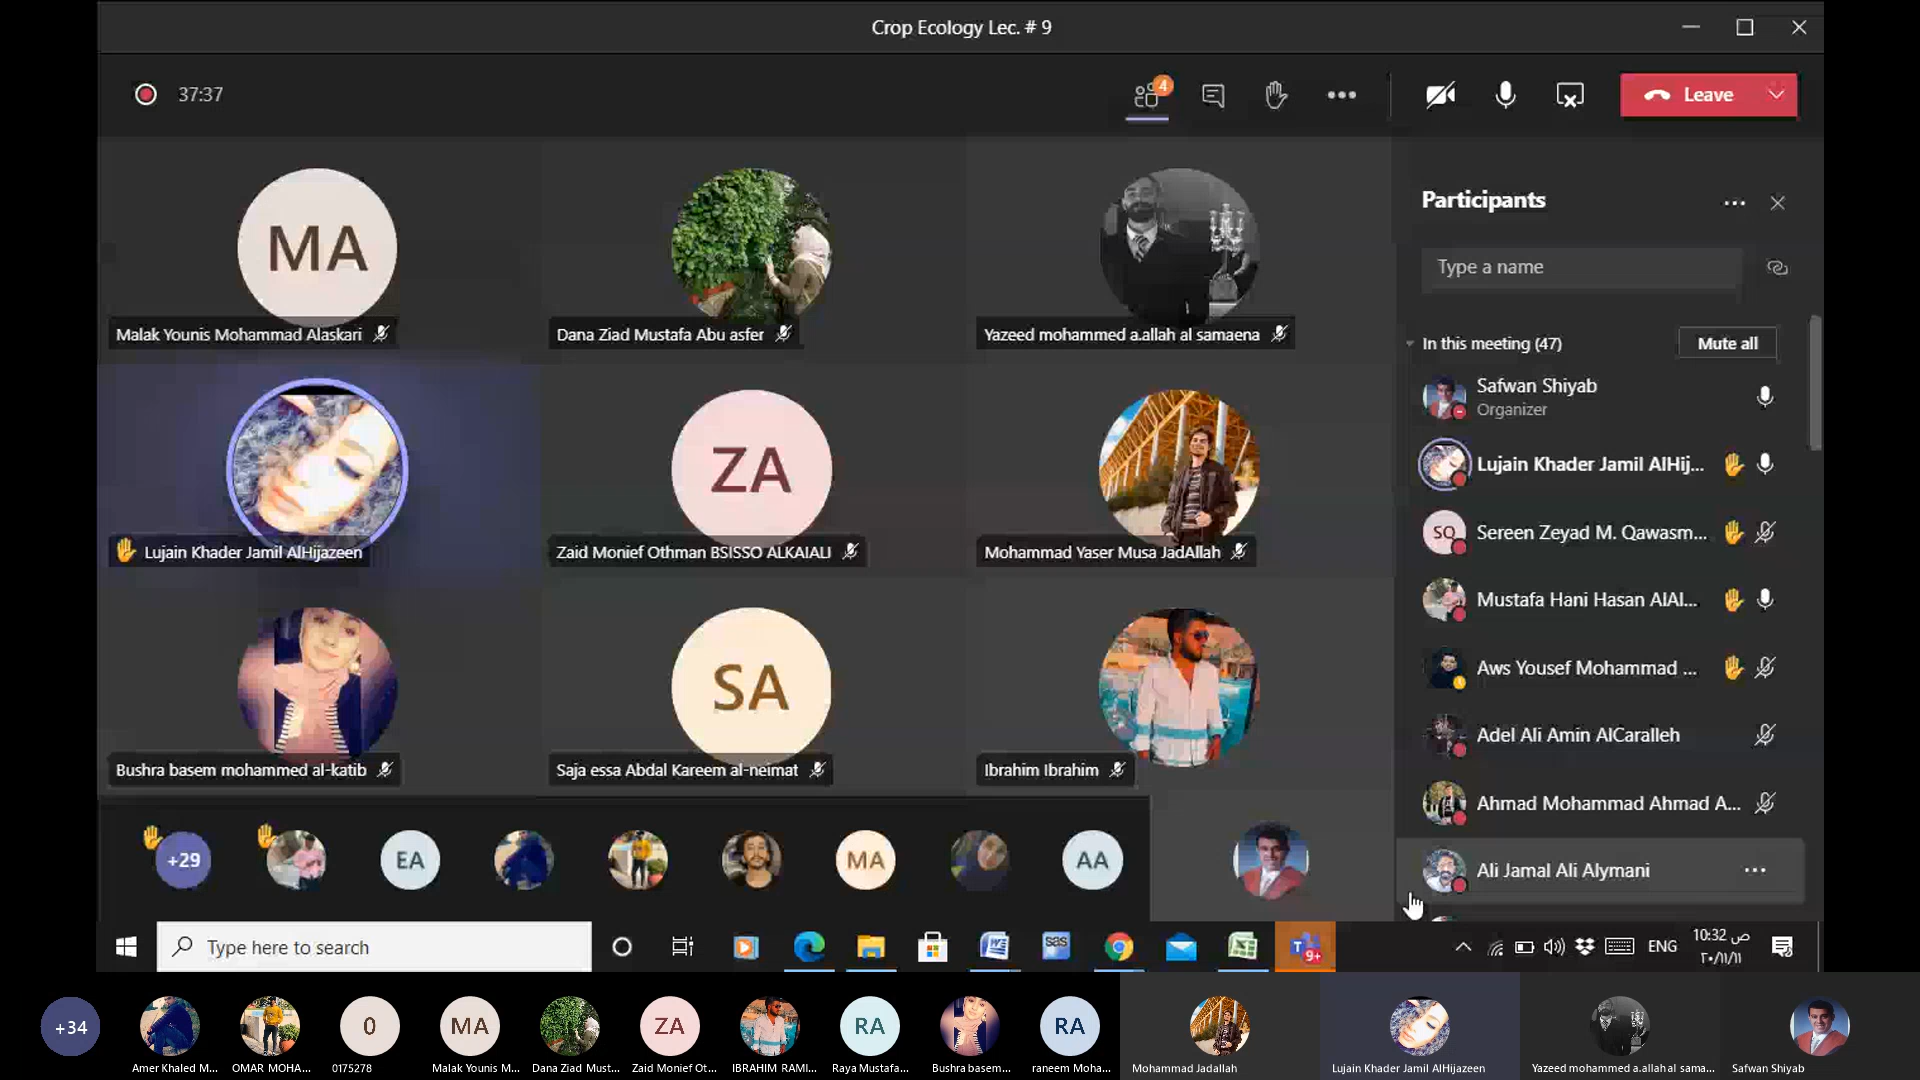 Crop Ecology Lec. # 9
37:37
4
Leave
MA
Malak Younis Mohammad Alaskari
Dana Ziad Mustafa Abu asfer
Yazeed mohammed a.allah al samaena
Lujain Khader Jamil AlHijazeen
ZA
Zaid Monief Othman BSISSO ALKAIALI
Mohammad Yaser Musa JadAllah
Bushra basem mohammed al-katib
SA
Saja essa Abdal Kareem al-neimat
Ibrahim Ibrahim
+29
EA
MA
AA
Participants
Type a name
In this meeting (47)
Mute all
Safwan Shiyab
Organizer
Lujain Khader Jamil AlHij...
SQ
Sereen Zeyad M. Qawasm...
Mustafa Hani Hasan AlAl...
Aws Yousef Mohammad ...
Adel Ali Amin AlCaralleh
Ahmad Mohammad Ahmad A...
Ali Jamal Ali Alymani
Type here to search
sas
T
9+
ENG
10:32 ص
٢٠/١١/١١
+34
0
MA
ZA
RA
RA
Amer Khaled M...
OMAR MOHA...
0175278
Malak Younis M...
Dana Ziad Must...
Zaid Monief Ot...
IBRAHIM RAMI...
Raya Mustafa...
Bushra basem...
raneem Moha...
Mohammad Jadallah
Lujain Khader Jamil AlHijazeen
Yazeed mohammed a.allah al sama...
Safwan Shiyab